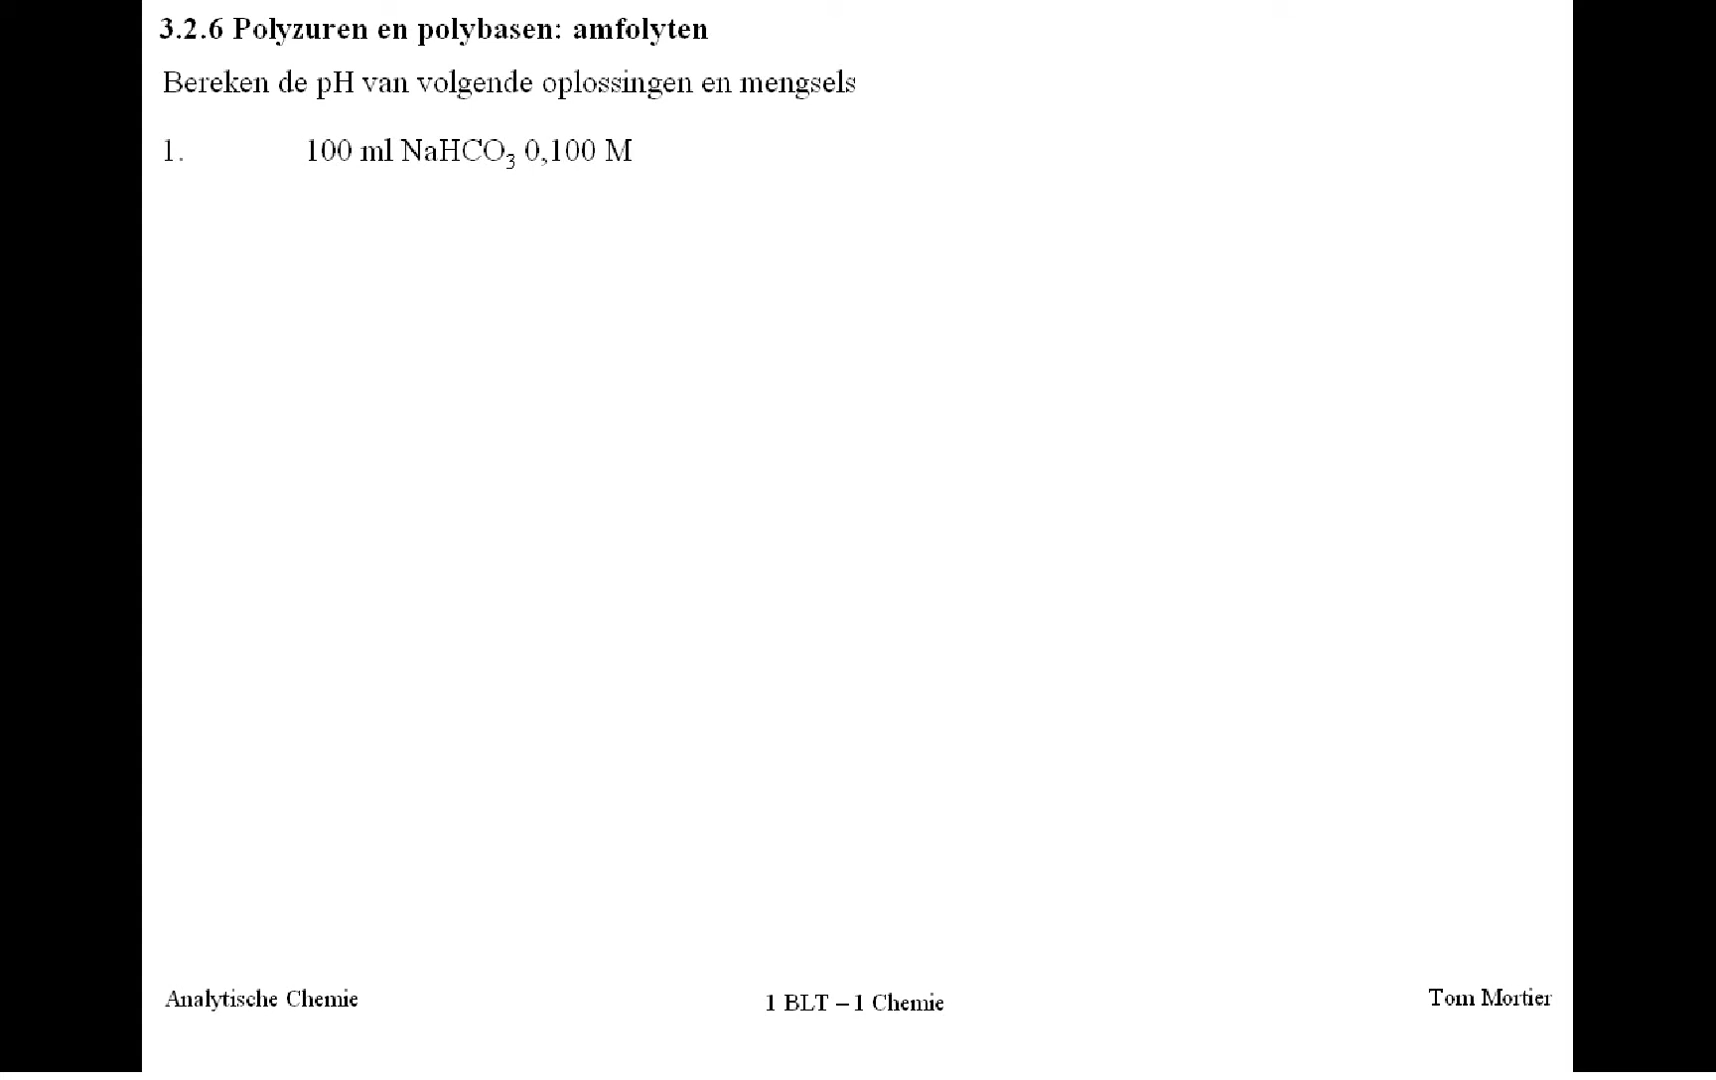 3.2.6 Polyzuren en polybasen: amfolyten
Bereken de pH van volgende oplossingen en mengsels
1. 100 ml NaHCO₃ 0,100 M
Analytische Chemie
1 BLT – 1 Chemie
Tom Mortier